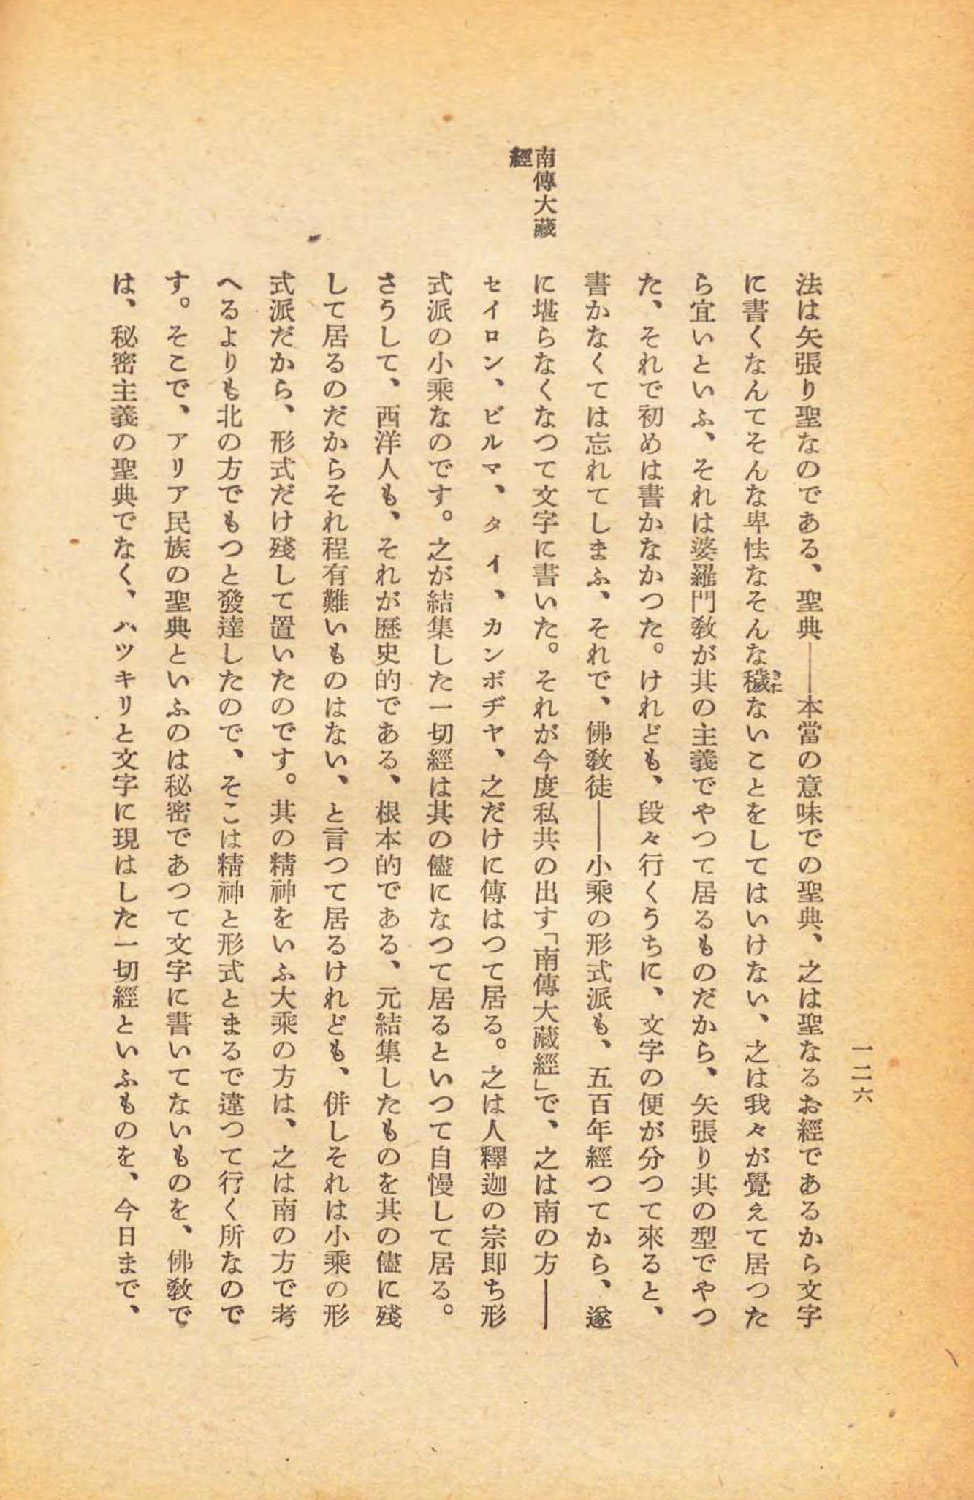 一二六
南傳大藏
經
法は矢張り聖なのである、聖典――本當の意味での聖典、之は聖なるお經であるから文字
に書くなんてそんな卑怯なそんな穢ないことをしてはいけない、之は我々が覺えて居つた
ら宜いといふ、それは婆羅門敎が其の主義でやつて居るものだから、矢張り其の型でやつ
た、それで初めは書かなかつた。けれども、段々行くうちに、文字の便が分つて來ると、
書かなくては忘れてしまふ、それで、佛敎徒――小乘の形式派も、五百年經つてから、遂
に堪らなくなつて文字に書いた。それが今度私共の出す「南傳大藏經」で、之は南の方――
セイロン、ビルマ、タイ、カンボヂヤ、之だけに傳はつて居る。之は人釋迦の宗即ち形
式派の小乘なのです。之が結集した一切經は其の儘になつて居るといつて自慢して居る。
さうして、西洋人も、それが歷史的である、根本的である、元結集したものを其の儘に殘
して居るのだからそれ程有難いものはない、と言つて居るけれども、併しそれは小乘の形
式派だから、形式だけ殘して置いたのです。其の精神をいふ大乘の方は、之は南の方で考
へるよりも北の方でもつと發達したので、そこは精神と形式とまるで違つて行く所なので
す。そこで、アリア民族の聖典といふのは秘密であつて文字に書いてないものを、佛敎で
は、秘密主義の聖典でなく、ハツキリと文字に現はした一切經といふものを、今日まで、